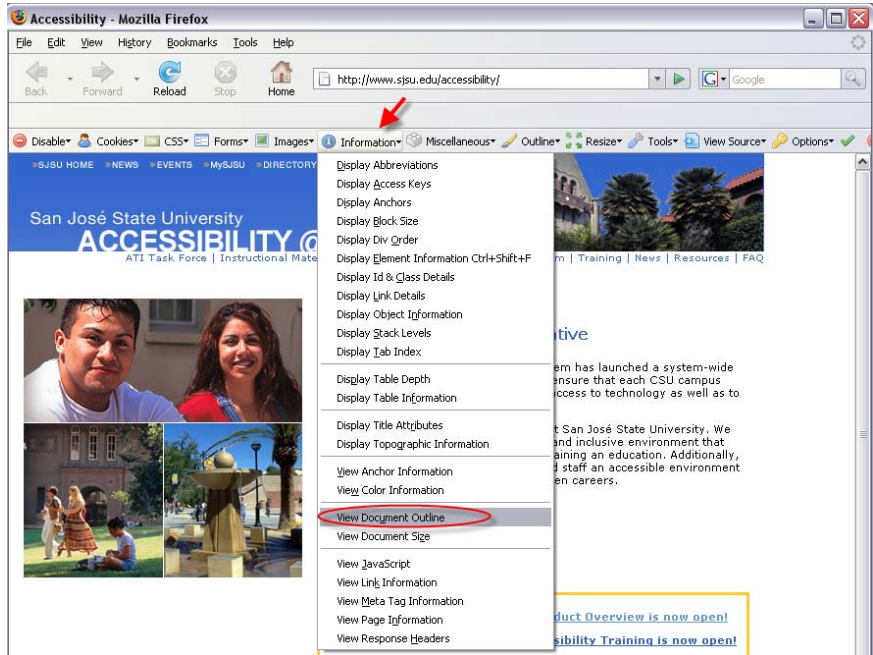 Accessibility - Mozilla Firefox
File Edit View History Bookmarks Tools Help
Back Forward Reload Stop Home http://www.sjsu.edu/accessibility/ G Google
Disable Cookies CSS Forms Images Information Miscellaneous Outline Resize Tools View Source Options
»SJSU HOME »NEWS »EVENTS »MySJSU »DIRECTORY
San José State University
ACCESSIBILITY @
ATI Task Force | Instructional Mate
m | Training | News | Resources | FAQ
Display Abbreviations
Display Access Keys
Display Anchors
Display Block Size
Display Div Order
Display Element Information Ctrl+Shift+F
Display Id & Class Details
Display Link Details
Display Object Information
Display Stack Levels
Display Tab Index
Display Table Depth
Display Table Information
Display Title Attributes
Display Topographic Information
View Anchor Information
View Color Information
View Document Outline
View Document Size
View JavaScript
View Link Information
View Meta Tag Information
View Page Information
View Response Headers
ative
em has launched a system-wide
ensure that each CSU campus
access to technology as well as to
t San José State University. We
and inclusive environment that
aining an education. Additionally,
d staff an accessible environment
en careers.
duct Overview is now open!
sibility Training is now open!